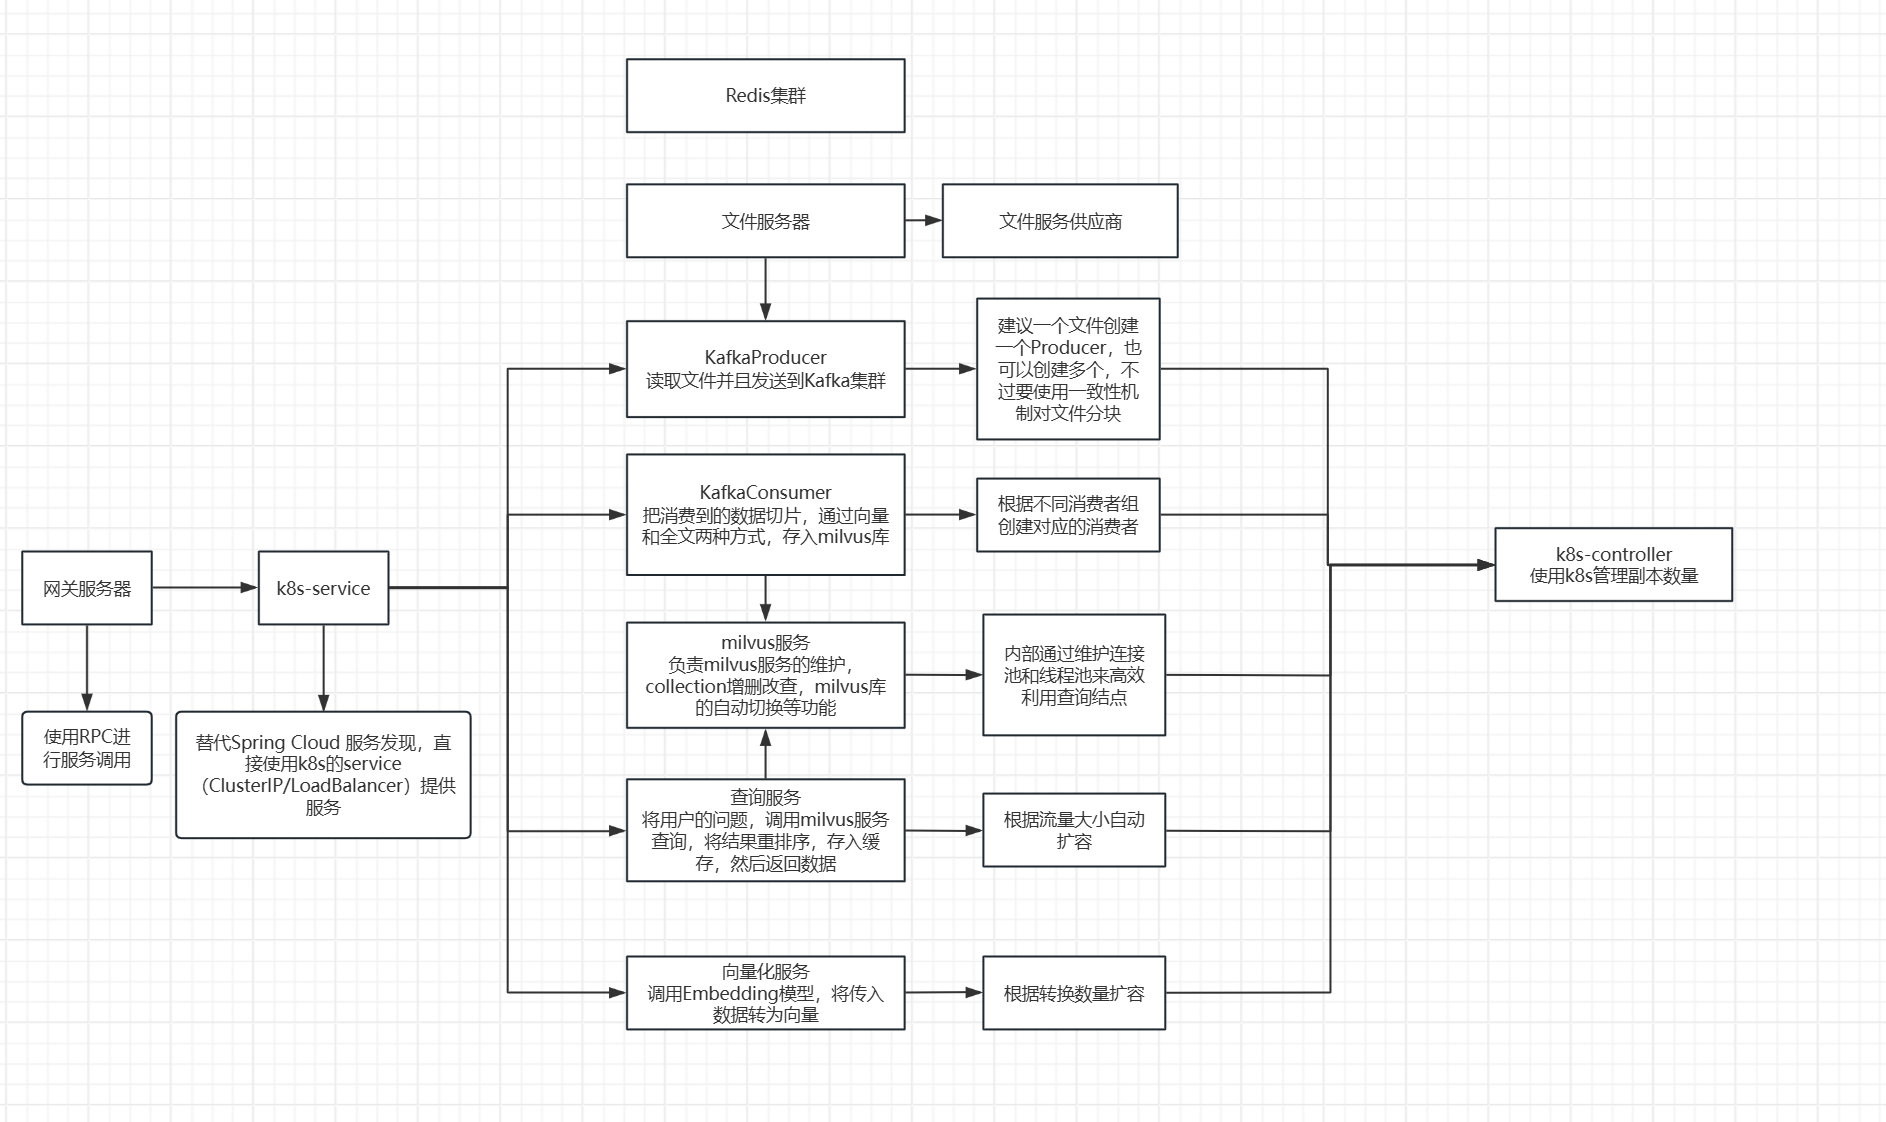 Redis集群
文件服务器
文件服务供应商
KafkaProducer
读取文件并且发送到Kafka集群
建议一个文件创建
一个Producer，也
可以创建多个，不
过要使用一致性机
制对文件分块
KafkaConsumer
把消费到的数据切片，通过向量
和全文两种方式，存入milvus库
根据不同消费者组
创建对应的消费者
网关服务器
k8s-service
k8s-controller
使用k8s管理副本数量
milvus服务
负责milvus服务的维护，
collection增删改查，milvus库
的自动切换等功能
内部通过维护连接
池和线程池来高效
利用查询结点
使用RPC进
行服务调用
替代Spring Cloud 服务发现，直
接使用k8s的service
（ClusterIP/LoadBalancer）提供
服务
查询服务
将用户的问题，调用milvus服务
查询，将结果重排序，存入缓
存，然后返回数据
根据流量大小自动
扩容
向量化服务
调用Embedding模型，将传入
数据转为向量
根据转换数量扩容